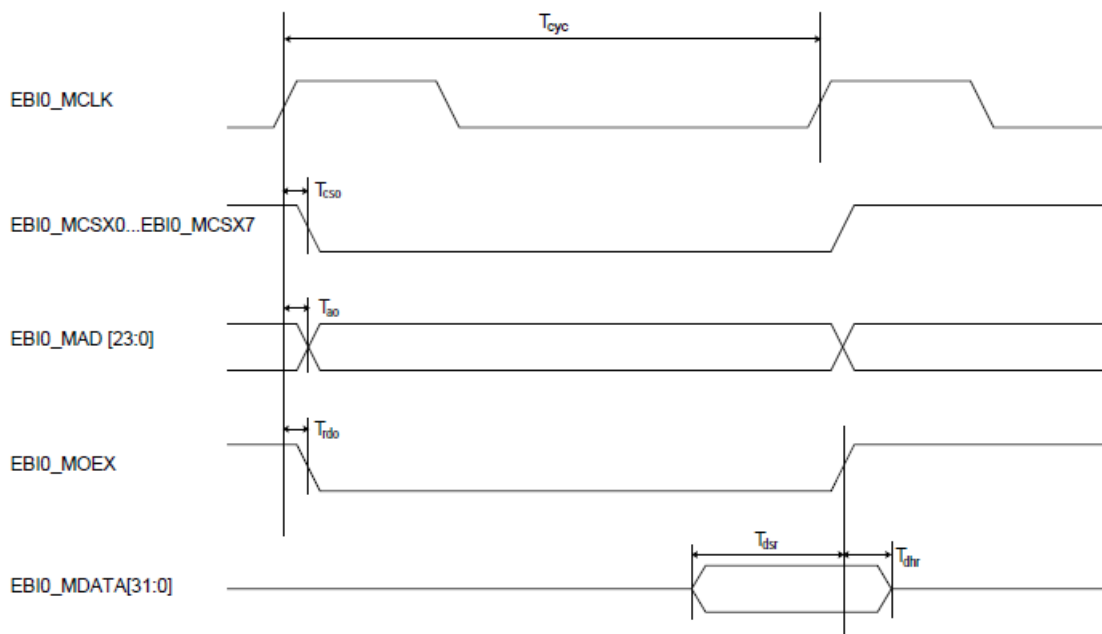 Tcyc
EBI0_MCLK
Tcso
EBI0_MCSX0...EBI0_MCSX7
Tao
EBI0_MAD [23:0]
Trdo
EBI0_MOEX
Tdsr
Tdhr
EBI0_MDATA[31:0]